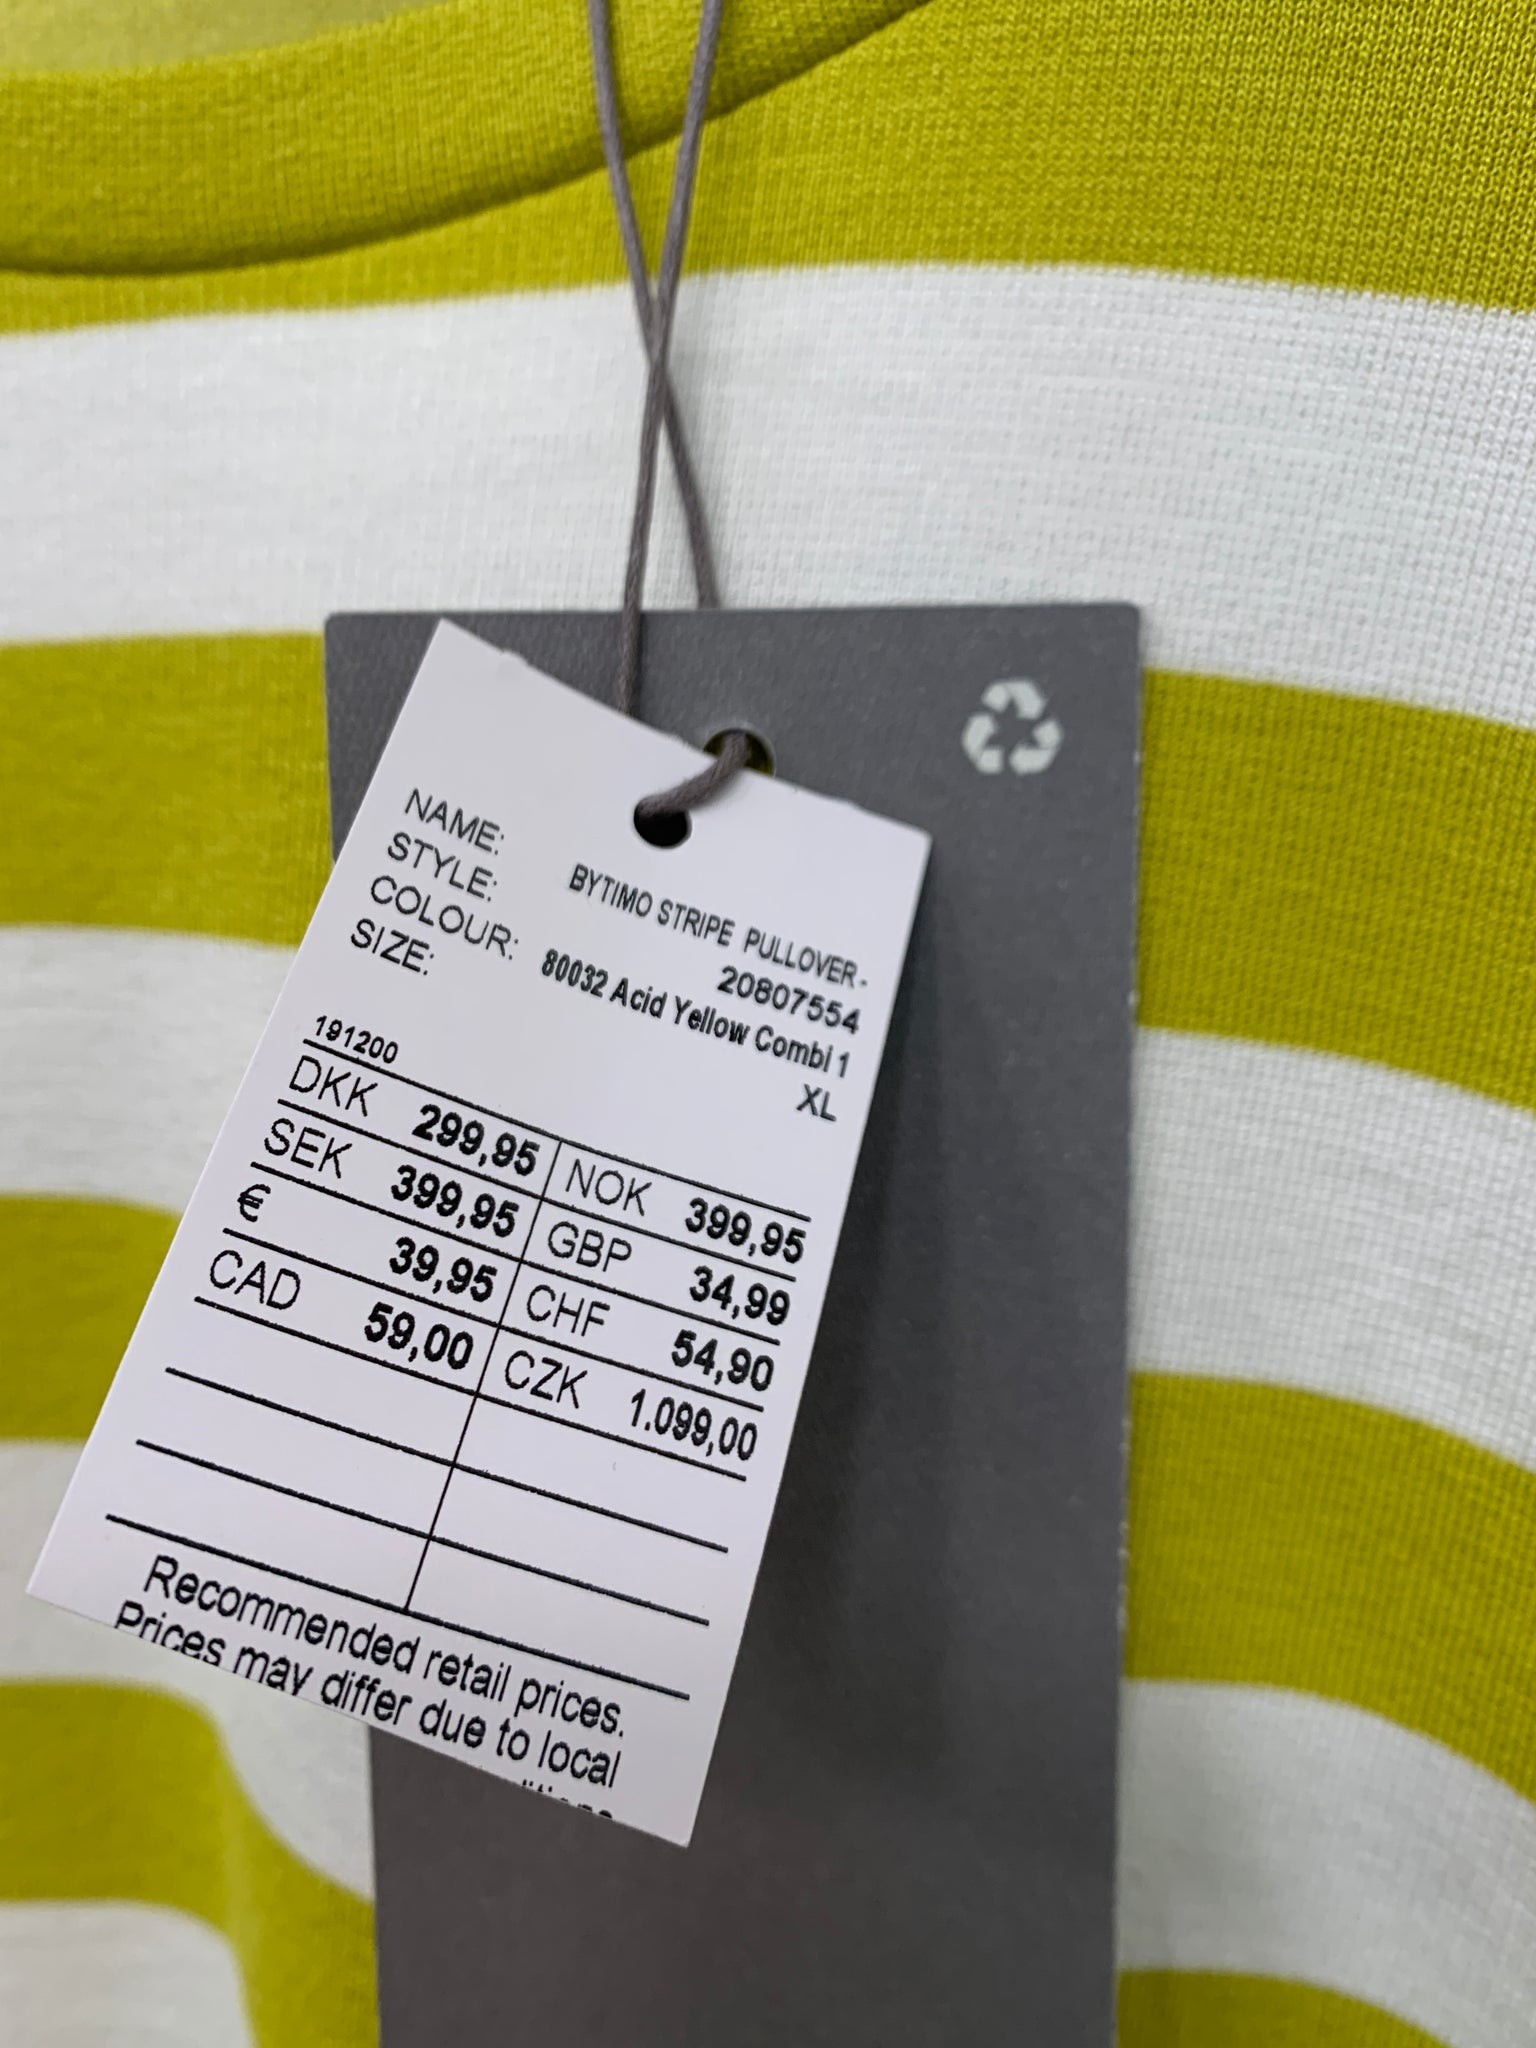 NAME: BYTIMO STRIPE PULLOVER-
STYLE: 20807554
COLOUR: 80032 Acid Yellow Combi 1
SIZE: XL
191200
DKK 299,95 NOK 399,95
SEK 399,95 GBP 34,99
€ 39,95 CHF 54,90
CAD 59,00 CZK 1.099,00
Recommended retail prices.
Prices may differ due to local